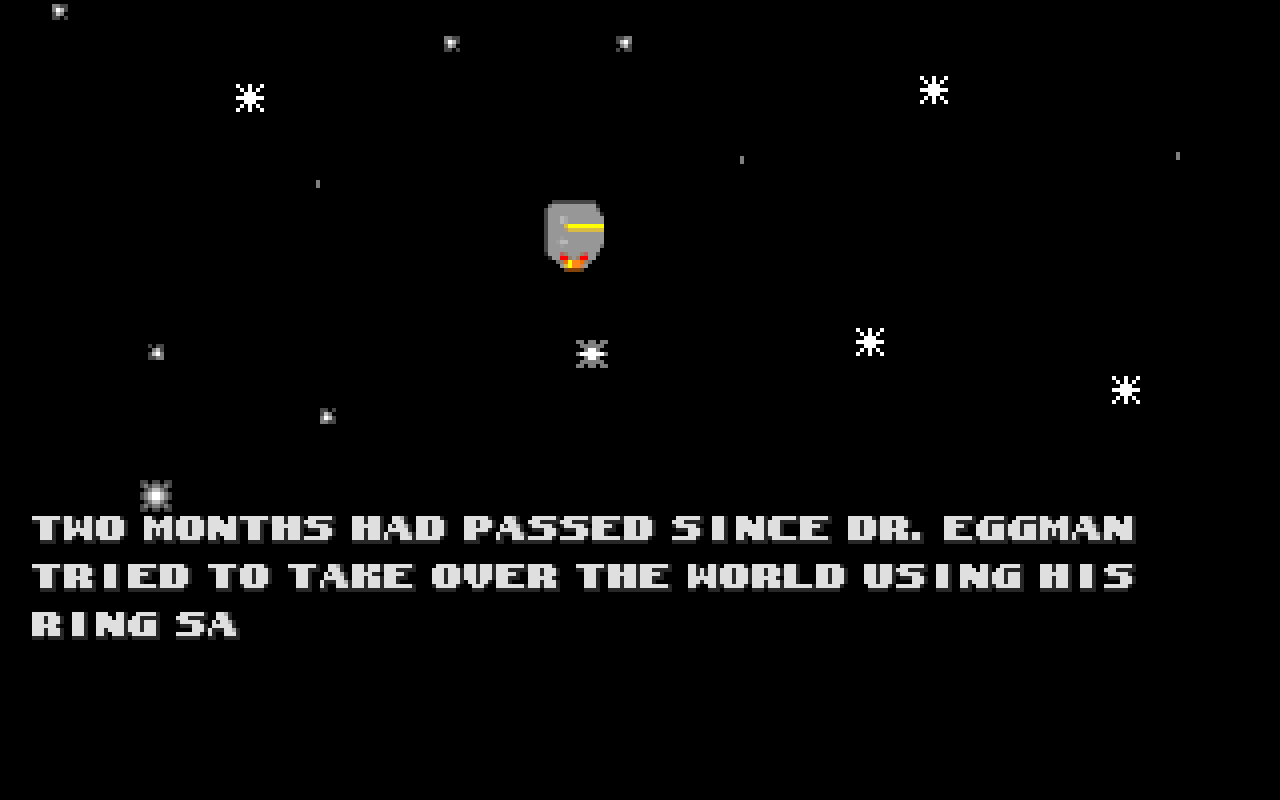 TWO MONTHS HAD PASSED SINCE DR. EGGMAN
TRIED TO TAKE OVER THE WORLD USING HIS
RING SA